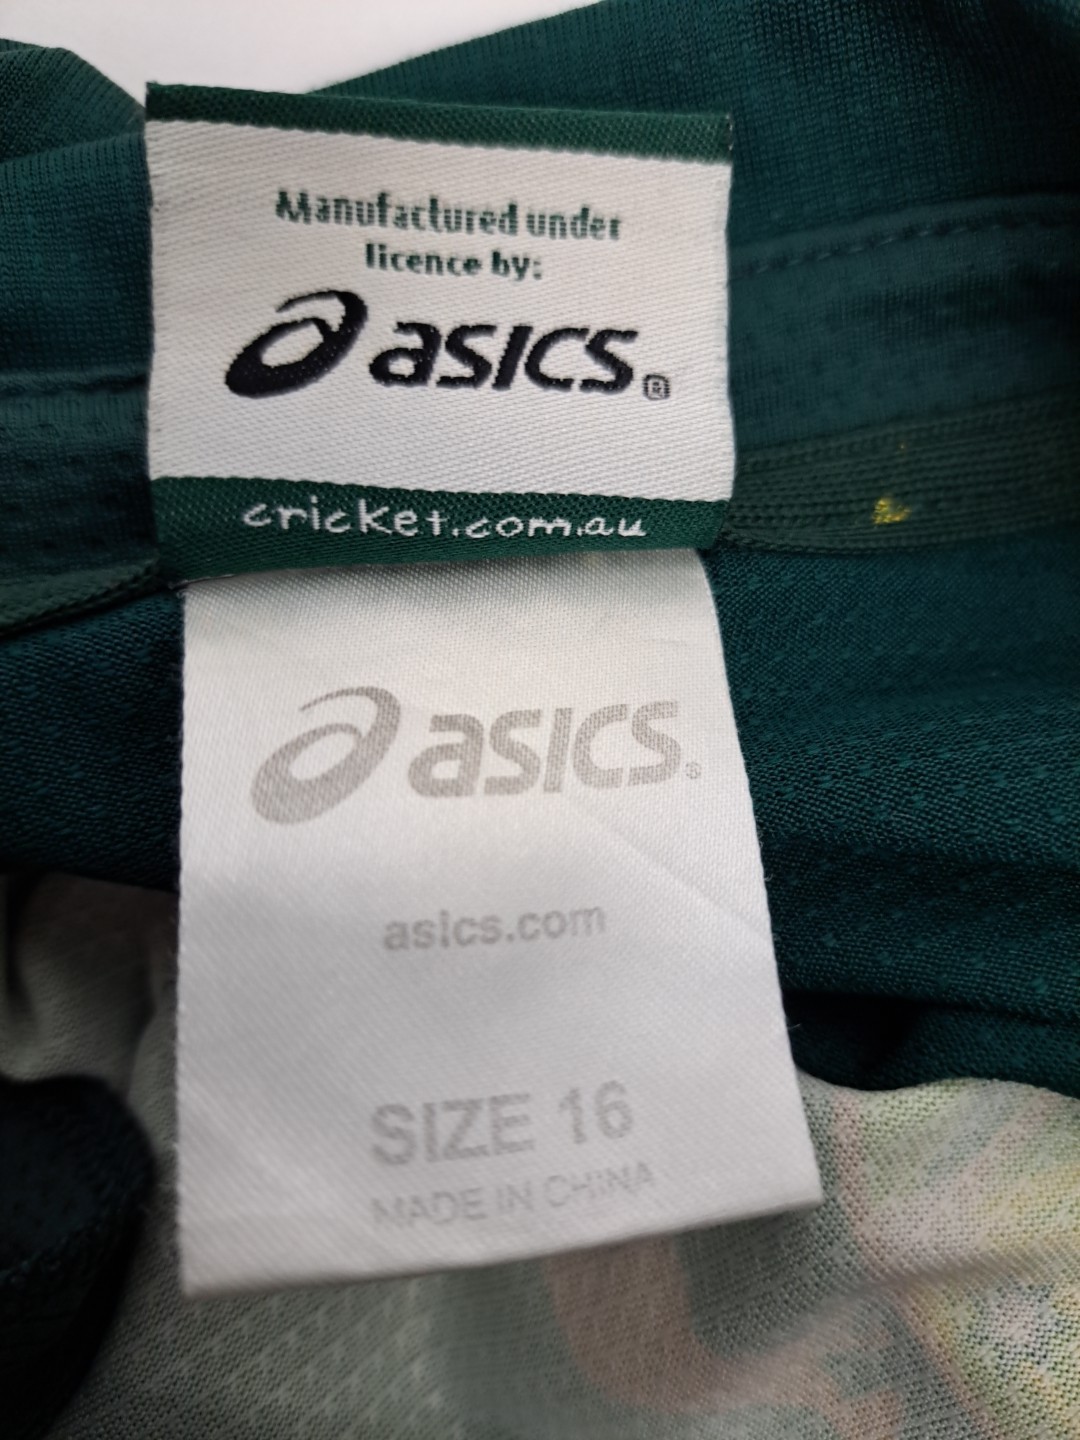 Manufactured under
licence by:
asics®
cricket.com.au
asics®
asics.com
SIZE 16
MADE IN CHINA